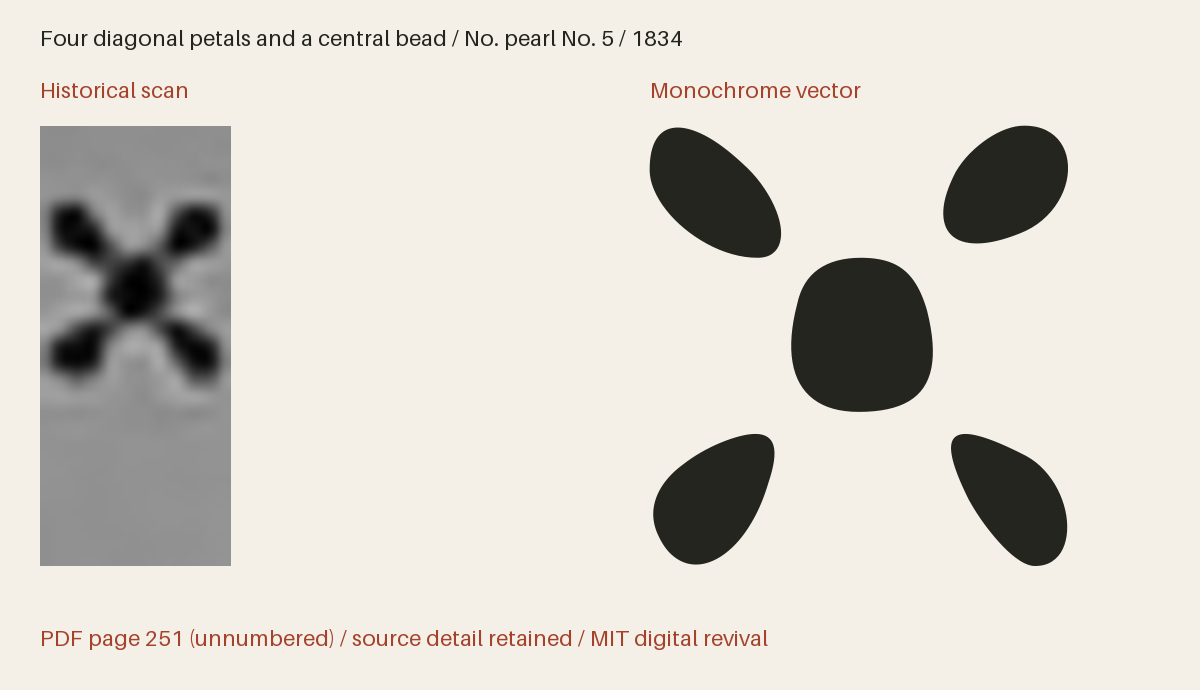 Four diagonal petals and a central bead / No. pearl No. 5 / 1834
Historical scan
Monochrome vector
PDF page 251 (unnumbered) / source detail retained / MIT digital revival